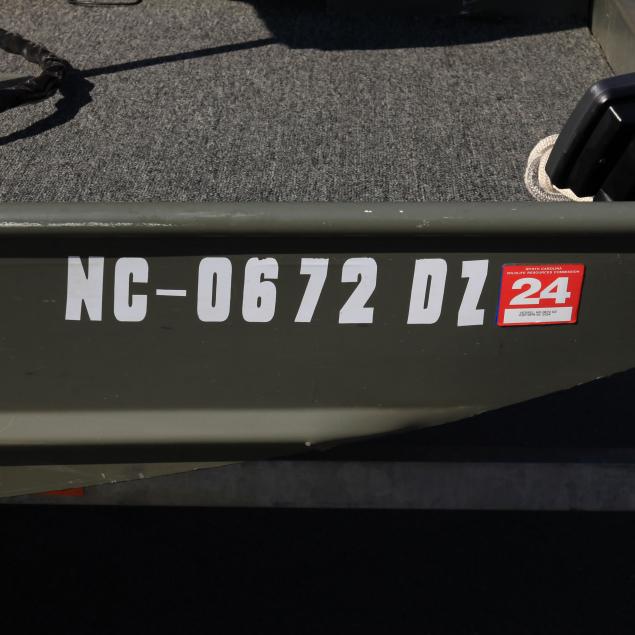 NC-0672 DZ
NORTH CAROLINA
WILDLIFE RESOURCES COMMISSION
24